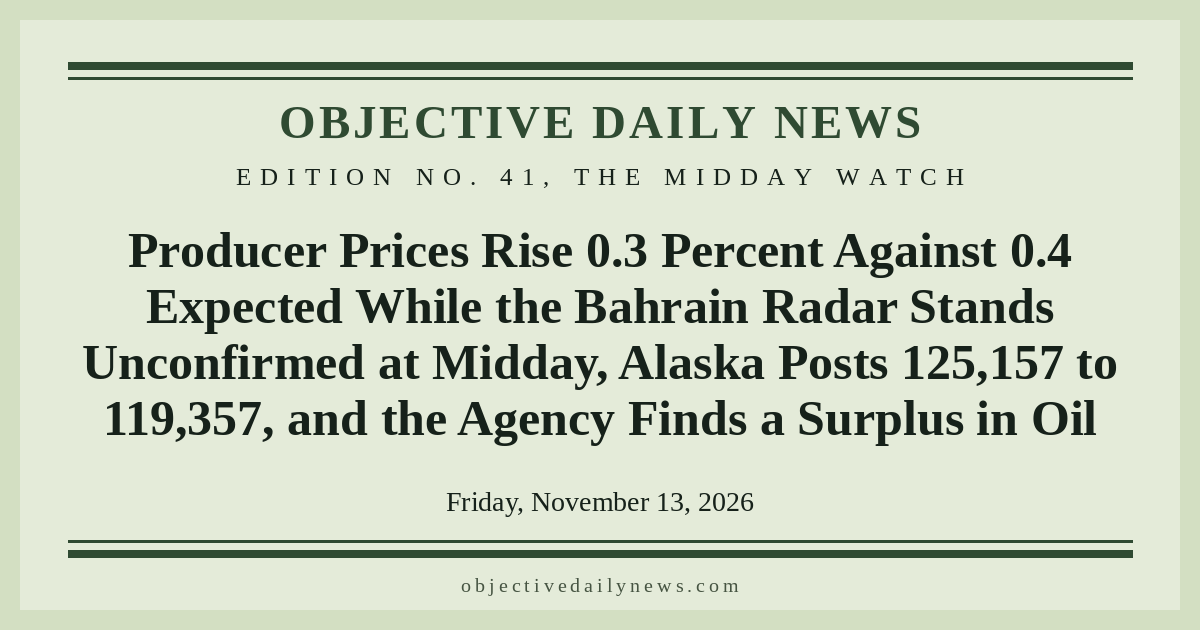 OBJECTIVE DAILY NEWS
EDITION NO. 41, THE MIDDAY WATCH
Producer Prices Rise 0.3 Percent Against 0.4
Expected While the Bahrain Radar Stands
Unconfirmed at Midday, Alaska Posts 125,157 to
119,357, and the Agency Finds a Surplus in Oil
Friday, November 13, 2026
objectivedailynews.com